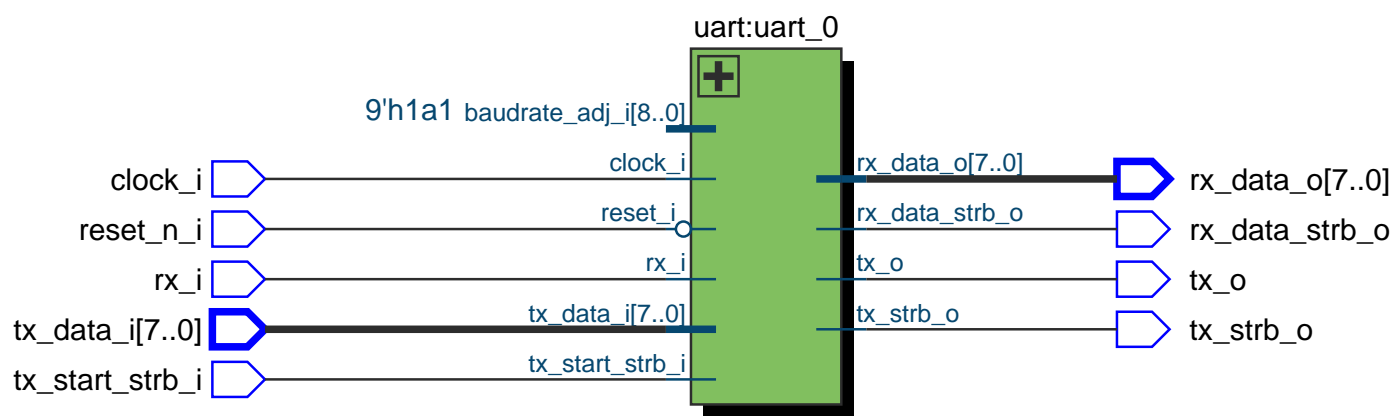 uart:uart_0
9'h1a1 baudrate_adj_i[8..0]
clock_i clock_i rx_data_o[7..0] rx_data_o[7..0]
reset_n_i reset_i rx_data_strb_o rx_data_strb_o
rx_i rx_i tx_o tx_o
tx_data_i[7..0] tx_data_i[7..0] tx_strb_o tx_strb_o
tx_start_strb_i tx_start_strb_i